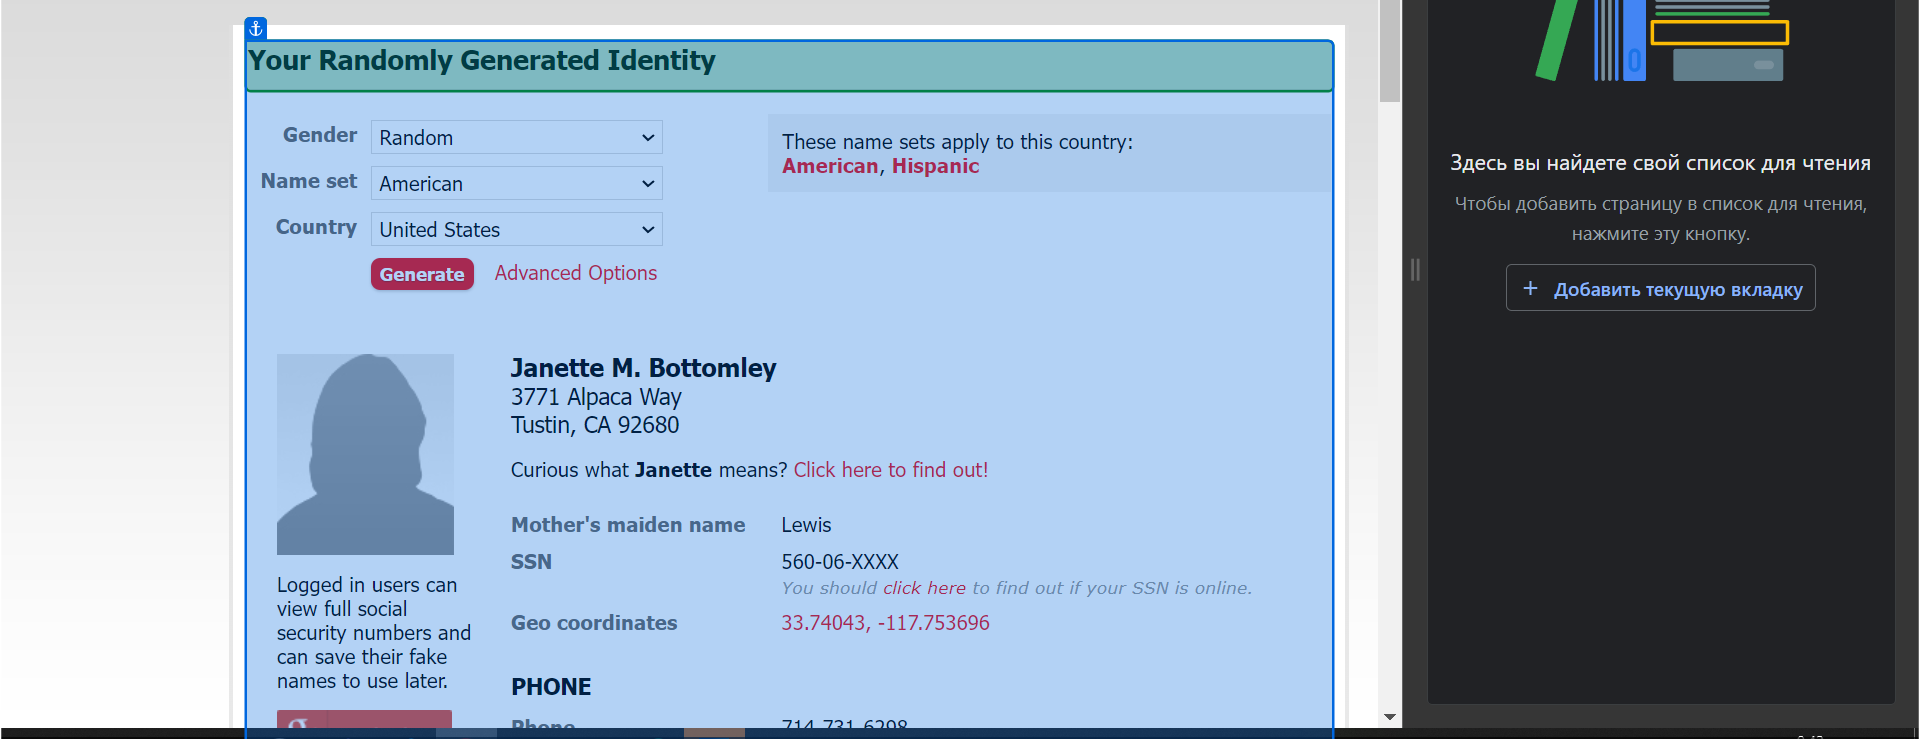 Your Randomly Generated Identity
Gender
Random
Name set
American
Country
United States
Generate
Advanced Options
These name sets apply to this country:
American, Hispanic
Janette M. Bottomley
3771 Alpaca Way
Tustin, CA 92680
Curious what Janette means? Click here to find out!
Mother's maiden name
Lewis
SSN
560-06-XXXX
You should click here to find out if your SSN is online.
Geo coordinates
33.74043, -117.753696
PHONE
Phone
714-731-6298
Logged in users can
view full social
security numbers and
can save their fake
names to use later.
Здесь вы найдете свой список для чтения
Чтобы добавить страницу в список для чтения,
нажмите эту кнопку.
+ Добавить текущую вкладку